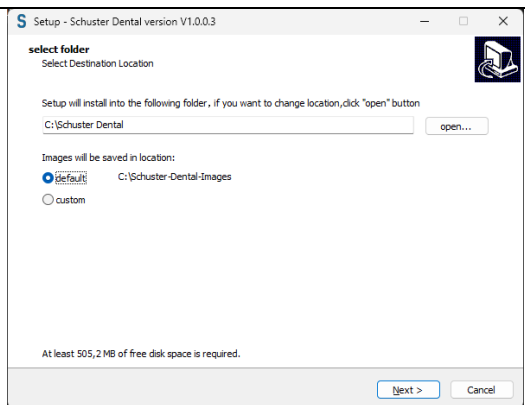 S Setup - Schuster Dental version V1.0.0.3
select folder
Select Destination Location
Setup will install into the following folder, if you want to change location,click "open" button
C:\Schuster Dental
open...
Images will be saved in location:
default C:\Schuster-Dental-Images
custom
At least 505,2 MB of free disk space is required.
Next > Cancel